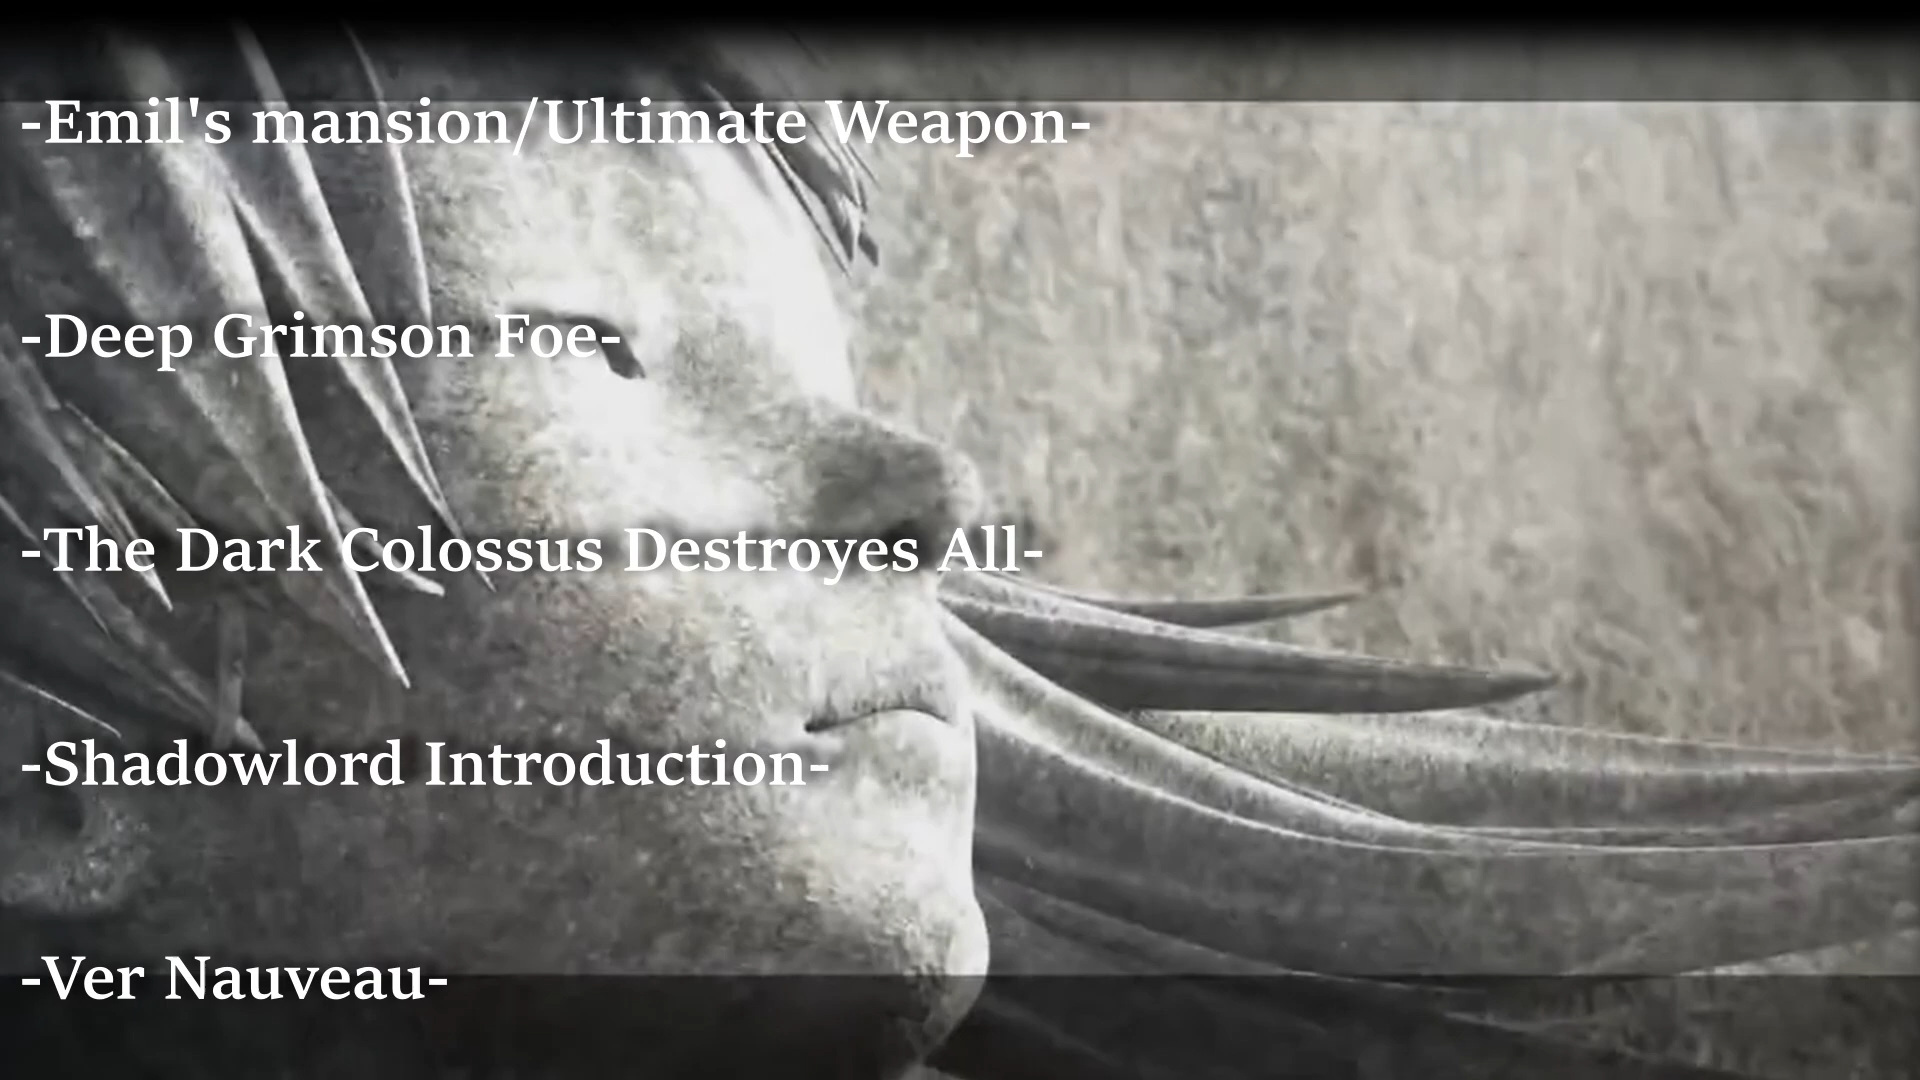 -Emil's mansion/Ultimate Weapon-
-Deep Grimson Foe-
-The Dark Colossus Destroyes All-
-Shadowlord Introduction-
-Ver Nauveau-